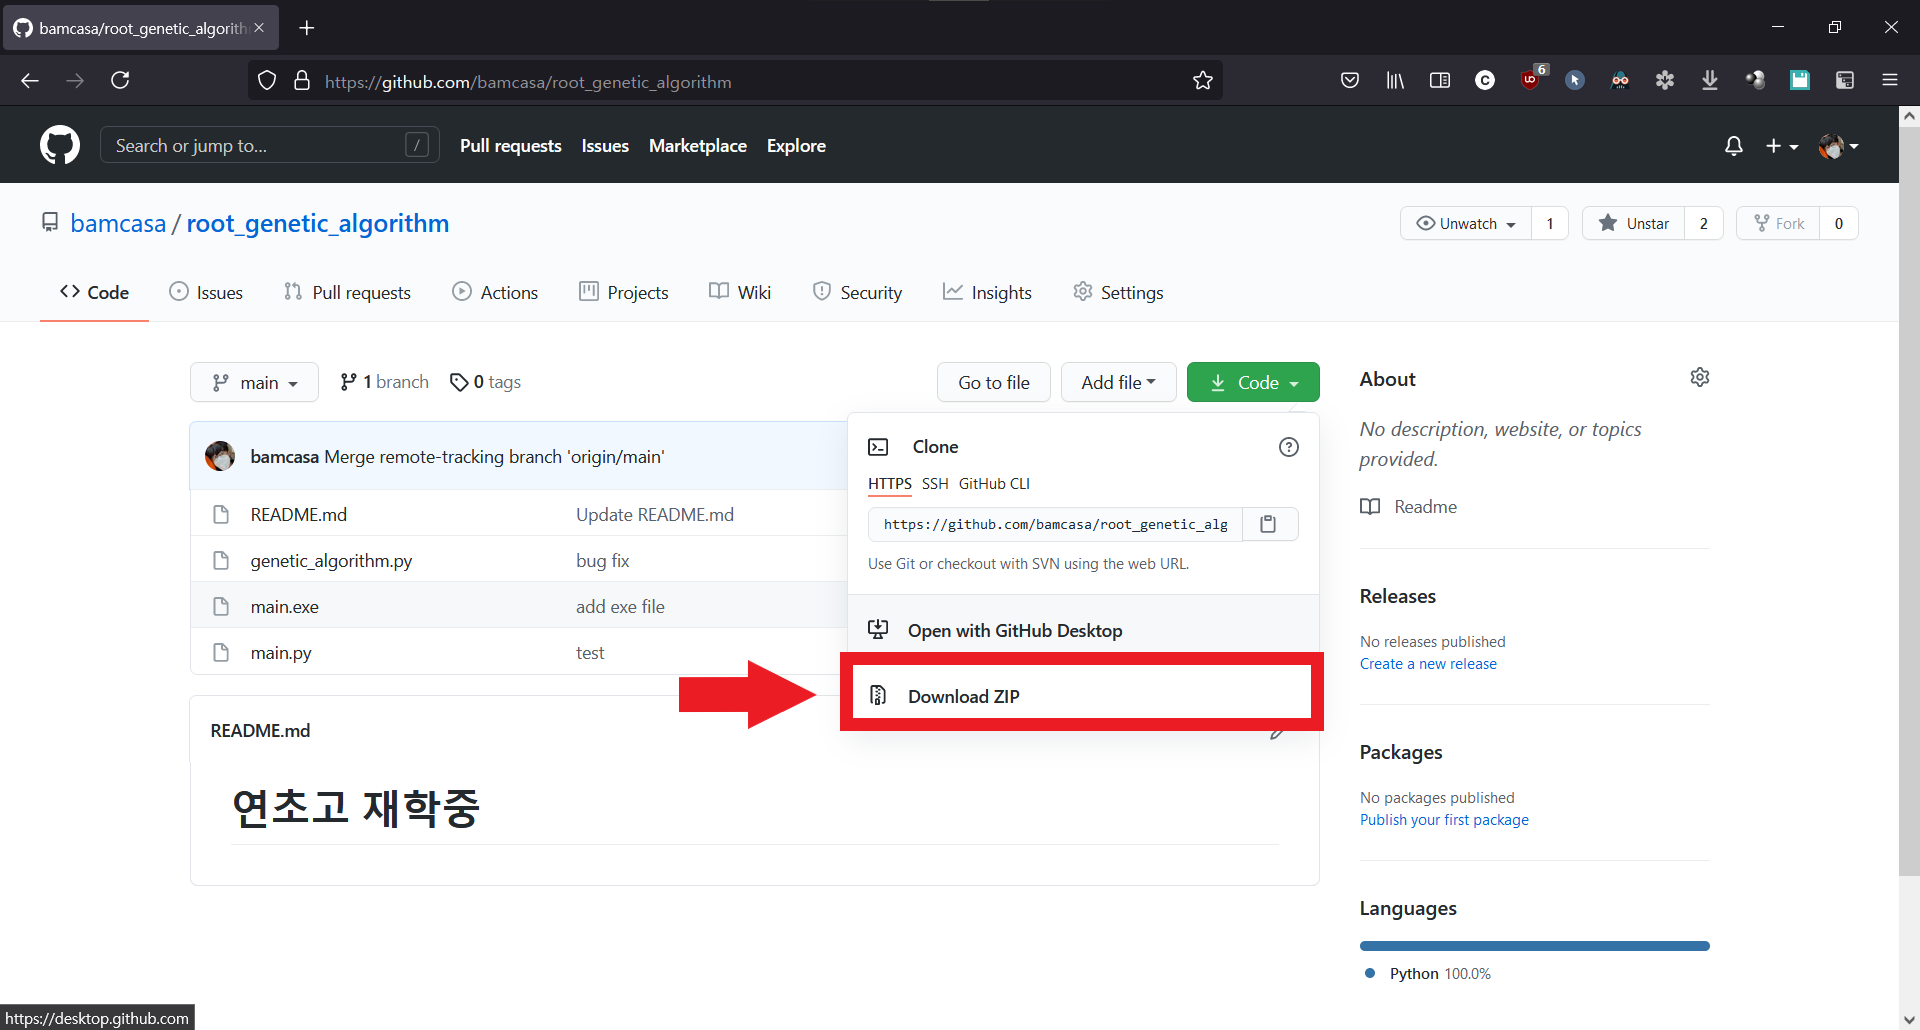 bamcasa/root_genetic_algorith
https://github.com/bamcasa/root_genetic_algorithm
6
Search or jump to...
/
Pull requests
Issues
Marketplace
Explore
bamcasa / root_genetic_algorithm
Unwatch
1
Unstar
2
Fork
0
Code
Issues
Pull requests
Actions
Projects
Wiki
Security
Insights
Settings
main
1 branch
0 tags
Go to file
Add file
Code
bamcasa Merge remote-tracking branch 'origin/main'
README.md
Update README.md
genetic_algorithm.py
bug fix
main.exe
add exe file
main.py
test
Clone
HTTPS
SSH
GitHub CLI
https://github.com/bamcasa/root_genetic_alg
Use Git or checkout with SVN using the web URL.
Open with GitHub Desktop
Download ZIP
README.md
연초고 재학중
About
No description, website, or topics
provided.
Readme
Releases
No releases published
Create a new release
Packages
No packages published
Publish your first package
Languages
Python 100.0%
https://desktop.github.com